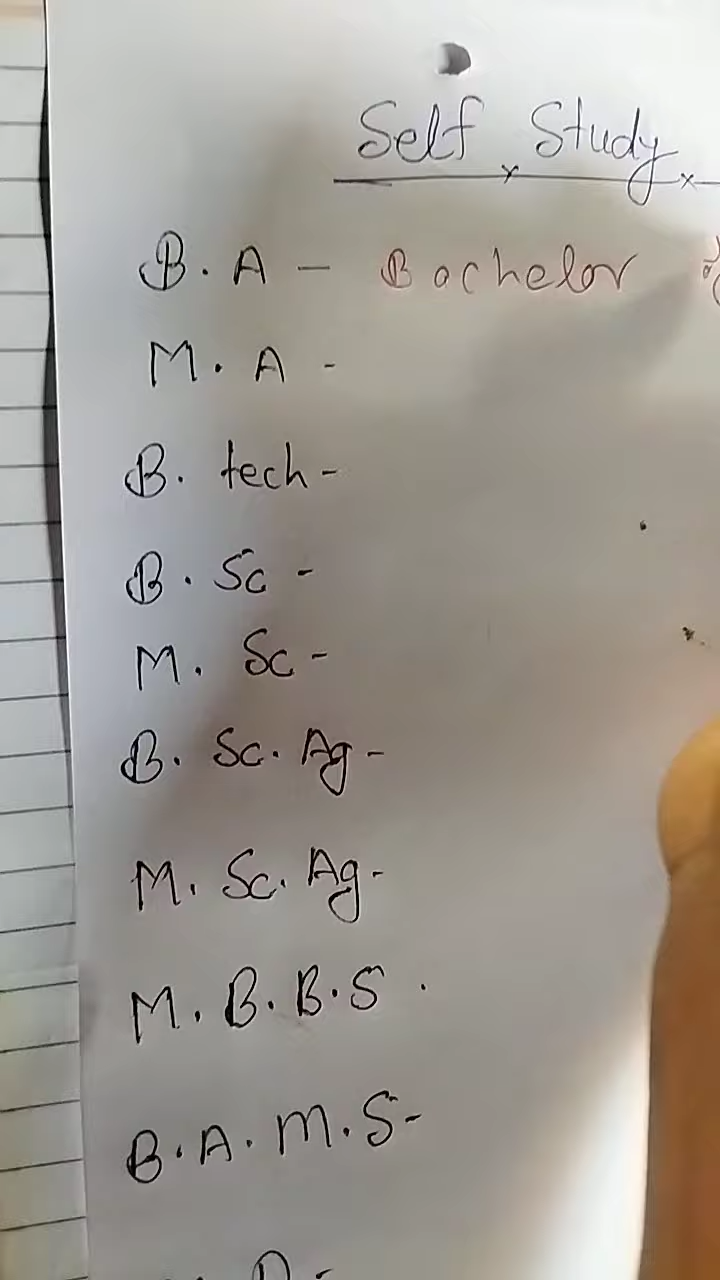 Self Study
B. A - Bachelor
M. A -
B. tech -
B. Sc -
M. Sc -
B. Sc. Ag -
M. Sc. Ag -
M. B. B. S .
B. A. M. S -